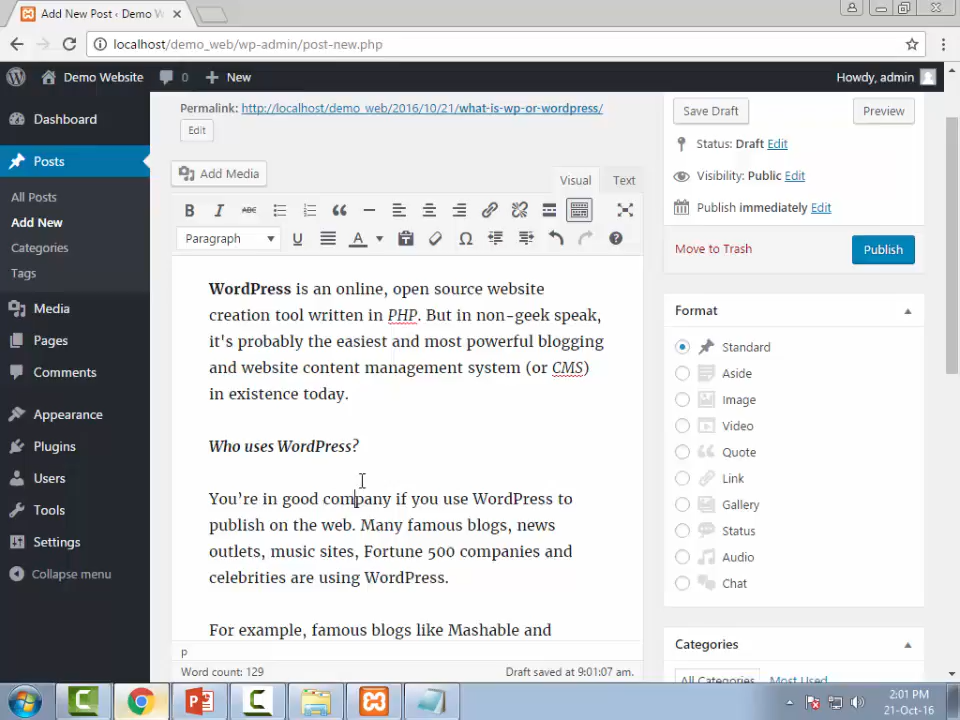 Add New Post ‹ Demo W
localhost/demo_web/wp-admin/post-new.php
Demo Website 0 New Howdy, admin
Dashboard
Posts
All Posts
Add New
Categories
Tags
Media
Pages
Comments
Appearance
Plugins
Users
Tools
Settings
Collapse menu
Permalink: http://localhost/demo_web/2016/10/21/what-is-wp-or-wordpress/
Edit
Add Media
Visual Text
B I ABC
Paragraph U A Ω
WordPress is an online, open source website
creation tool written in PHP. But in non-geek speak,
it's probably the easiest and most powerful blogging
and website content management system (or CMS)
in existence today.
Who uses WordPress?
You’re in good company if you use WordPress to
publish on the web. Many famous blogs, news
outlets, music sites, Fortune 500 companies and
celebrities are using WordPress.
For example, famous blogs like Mashable and
p
Word count: 129 Draft saved at 9:01:07 am.
Save Draft Preview
Status: Draft Edit
Visibility: Public Edit
Publish immediately Edit
Move to Trash Publish
Format
Standard
Aside
Image
Video
Quote
Link
Gallery
Status
Audio
Chat
Categories
All Categories Most Used
2:01 PM
21-Oct-16